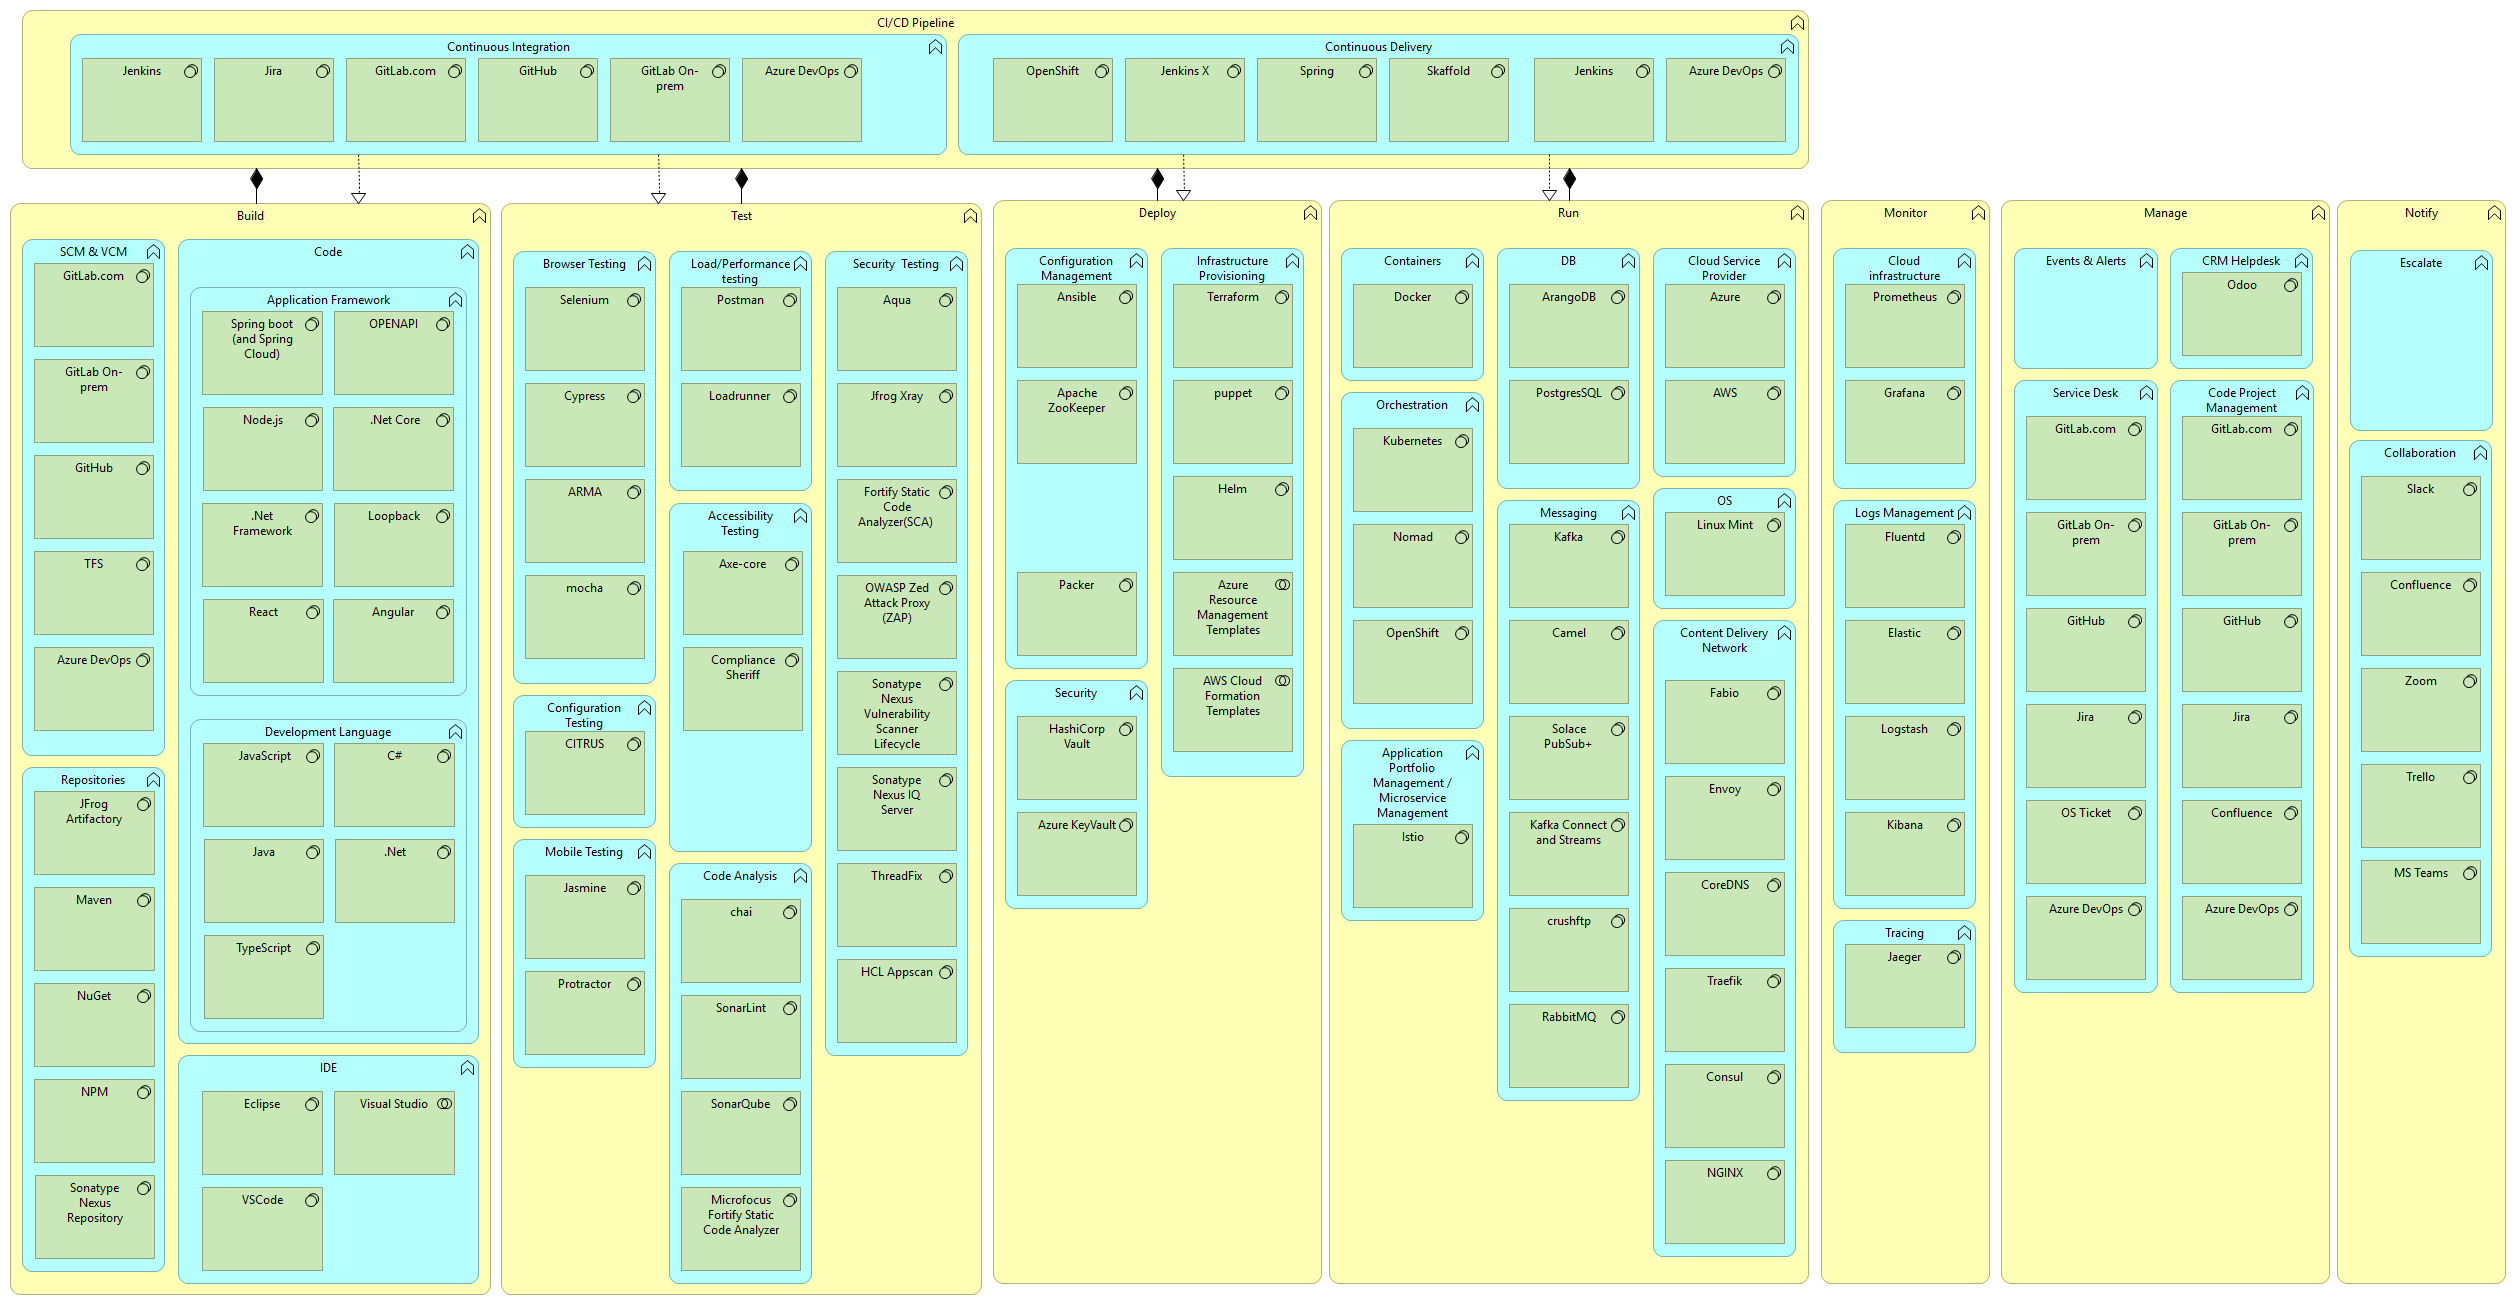 CI/CD Pipeline
Continuous Integration
Jenkins
Jira
GitLab.com
GitHub
GitLab On-
prem
Azure DevOps
Continuous Delivery
OpenShift
Jenkins X
Spring
Skaffold
Jenkins
Azure DevOps
Build
SCM & VCM
GitLab.com
GitLab On-
prem
GitHub
TFS
Azure DevOps
Repositories
JFrog
Artifactory
Maven
NuGet
NPM
Sonatype
Nexus
Repository
Code
Application Framework
Spring boot
(and Spring
Cloud)
OPENAPI
Node.js
.Net Core
.Net
Framework
Loopback
React
Angular
Development Language
JavaScript
C#
Java
.Net
TypeScript
IDE
Eclipse
Visual Studio
VSCode
Test
Browser Testing
Selenium
Cypress
ARMA
mocha
Configuration
Testing
CITRUS
Mobile Testing
Jasmine
Protractor
Load/Performance
testing
Postman
Loadrunner
Accessibility
Testing
Axe-core
Compliance
Sheriff
Code Analysis
chai
SonarLint
SonarQube
Microfocus
Fortify Static
Code Analyzer
Security Testing
Aqua
Jfrog Xray
Fortify Static
Code
Analyzer(SCA)
OWASP Zed
Attack Proxy
(ZAP)
Sonatype
Nexus
Vulnerability
Scanner
Lifecycle
Sonatype
Nexus IQ
Server
ThreadFix
HCL Appscan
Deploy
Configuration
Management
Ansible
Apache
ZooKeeper
Packer
Security
HashiCorp
Vault
Azure KeyVault
Infrastructure
Provisioning
Terraform
puppet
Helm
Azure
Resource
Management
Templates
AWS Cloud
Formation
Templates
Run
Containers
Docker
Orchestration
Kubernetes
Nomad
OpenShift
Application
Portfolio
Management /
Microservice
Management
Istio
DB
ArangoDB
PostgresSQL
Messaging
Kafka
Camel
Solace
PubSub+
Kafka Connect
and Streams
crushftp
RabbitMQ
Cloud Service
Provider
Azure
AWS
OS
Linux Mint
Content Delivery
Network
Fabio
Envoy
CoreDNS
Traefik
Consul
NGINX
Monitor
Cloud
infrastructure
Prometheus
Grafana
Logs Management
Fluentd
Elastic
Logstash
Kibana
Tracing
Jaeger
Manage
Events & Alerts
CRM Helpdesk
Odoo
Service Desk
GitLab.com
GitLab On-
prem
GitHub
Jira
OS Ticket
Azure DevOps
Code Project
Management
GitLab.com
GitLab On-
prem
GitHub
Jira
Confluence
Azure DevOps
Notify
Escalate
Collaboration
Slack
Confluence
Zoom
Trello
MS Teams